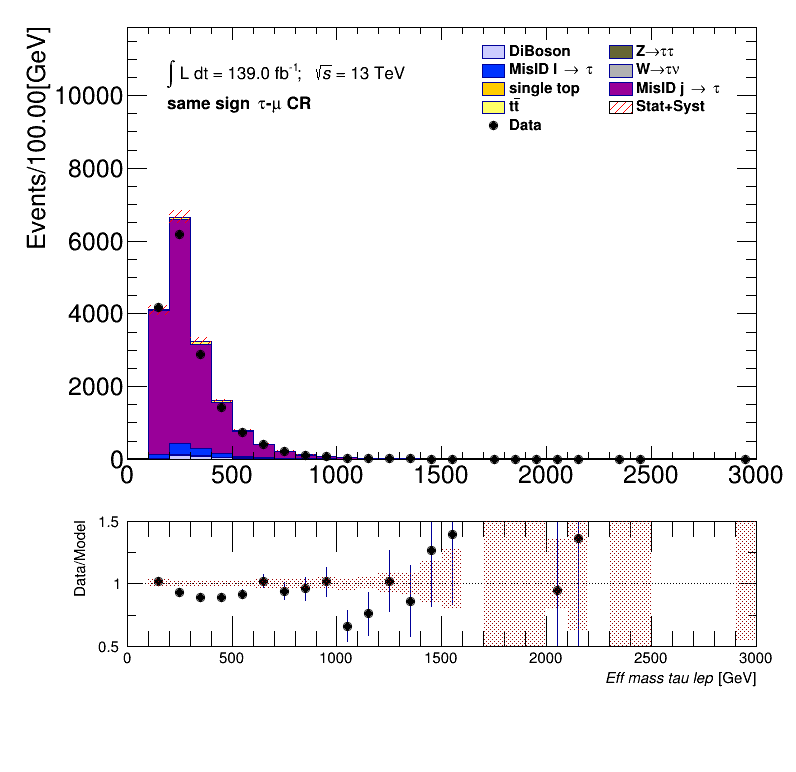 ∫ L dt = 139.0 fb⁻¹; √s = 13 TeV
same sign τ-μ CR
DiBoson
MisID l → τ
single top
tt̄
Data
Z→ττ
W→τν
MisID j → τ
Stat+Syst
Events/100.00[GeV]
10000
8000
6000
4000
2000
0
0 500 1000 1500 2000 2500 3000
Data/Model
1.5
1
0.5
0 500 1000 1500 2000 2500 3000
Eff mass tau lep [GeV]